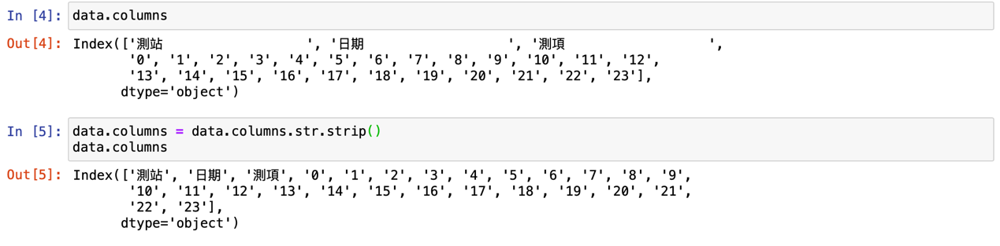 In [4]: data.columns
Out[4]: Index(['測站                  ', '日期                  ', '測項                  ',
'0', '1', '2', '3', '4', '5', '6', '7', '8', '9', '10', '11', '12',
'13', '14', '15', '16', '17', '18', '19', '20', '21', '22', '23'],
dtype='object')
In [5]: data.columns = data.columns.str.strip()
data.columns
Out[5]: Index(['測站', '日期', '測項', '0', '1', '2', '3', '4', '5', '6', '7', '8', '9',
'10', '11', '12', '13', '14', '15', '16', '17', '18', '19', '20', '21',
'22', '23'],
dtype='object')